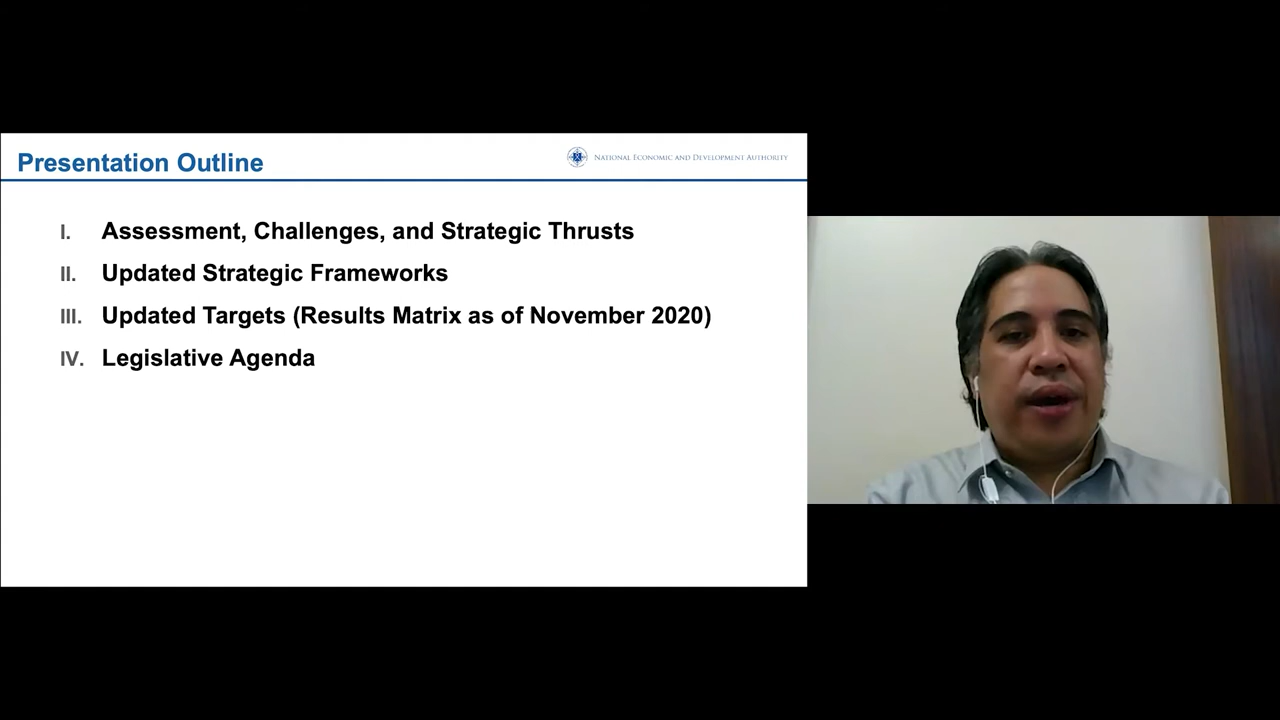 Presentation Outline
NATIONAL ECONOMIC AND DEVELOPMENT AUTHORITY
I. Assessment, Challenges, and Strategic Thrusts
II. Updated Strategic Frameworks
III. Updated Targets (Results Matrix as of November 2020)
IV. Legislative Agenda